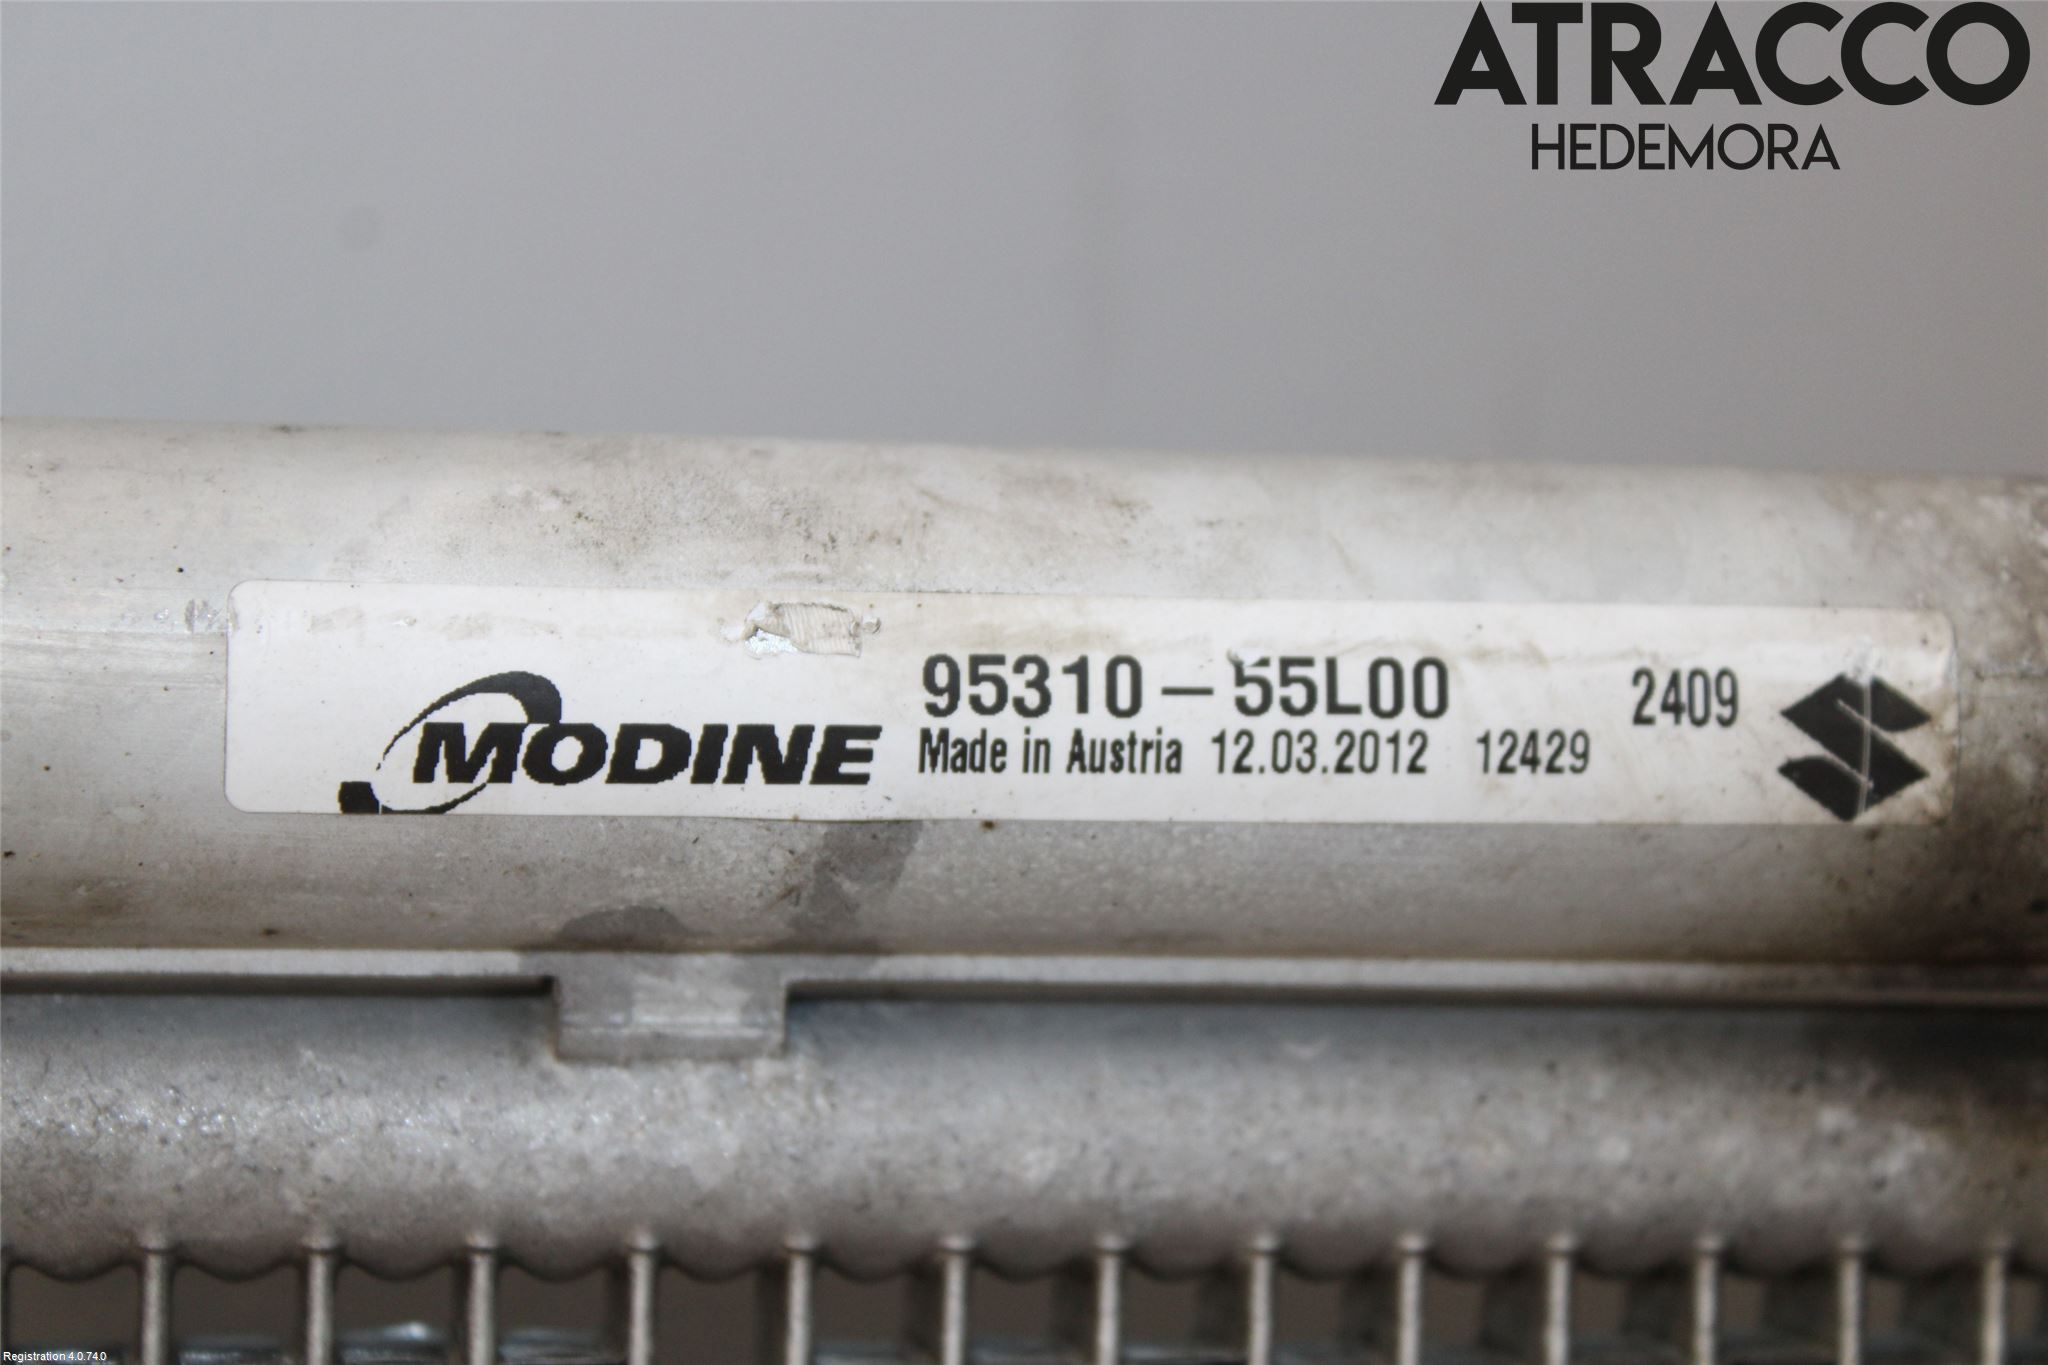 ATRACCO
HEDEMORA
MODINE
95310-55L00 2409
Made in Austria 12.03.2012 12429
Registration 4.0.74.0